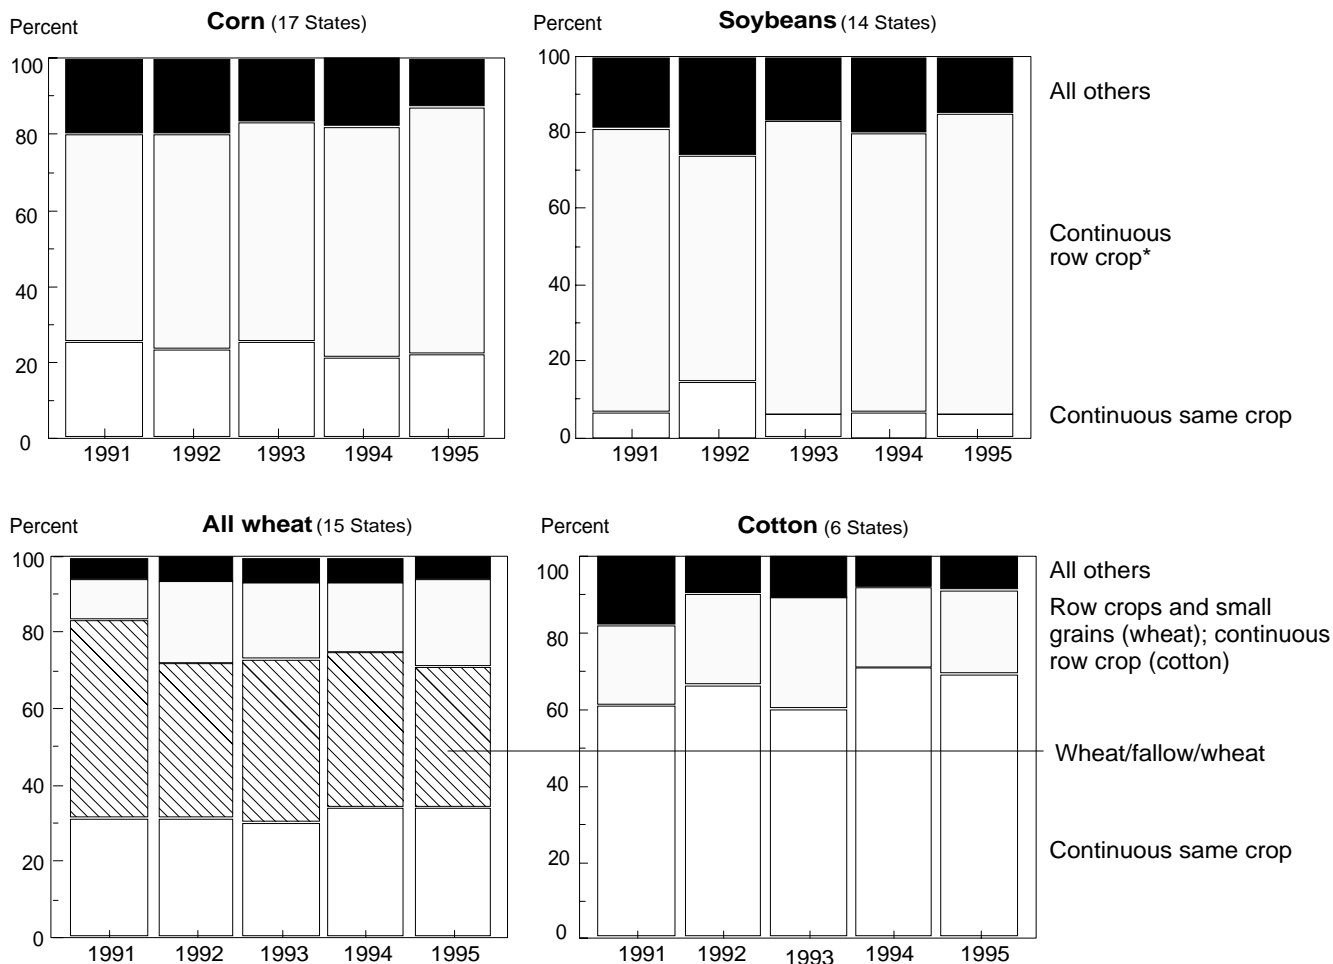 Percent
Corn (17 States)
100
80
60
40
20
0
1991 1992 1993 1994 1995
Percent
Soybeans (14 States)
100
80
60
40
20
0
1991 1992 1993 1994 1995
All others
Continuous
row crop*
Continuous same crop
Percent
All wheat (15 States)
100
80
60
40
20
0
1991 1992 1993 1994 1995
Percent
Cotton (6 States)
100
80
60
40
20
0
1991 1992 1993 1994 1995
All others
Row crops and small
grains (wheat); continuous
row crop (cotton)
Wheat/fallow/wheat
Continuous same crop